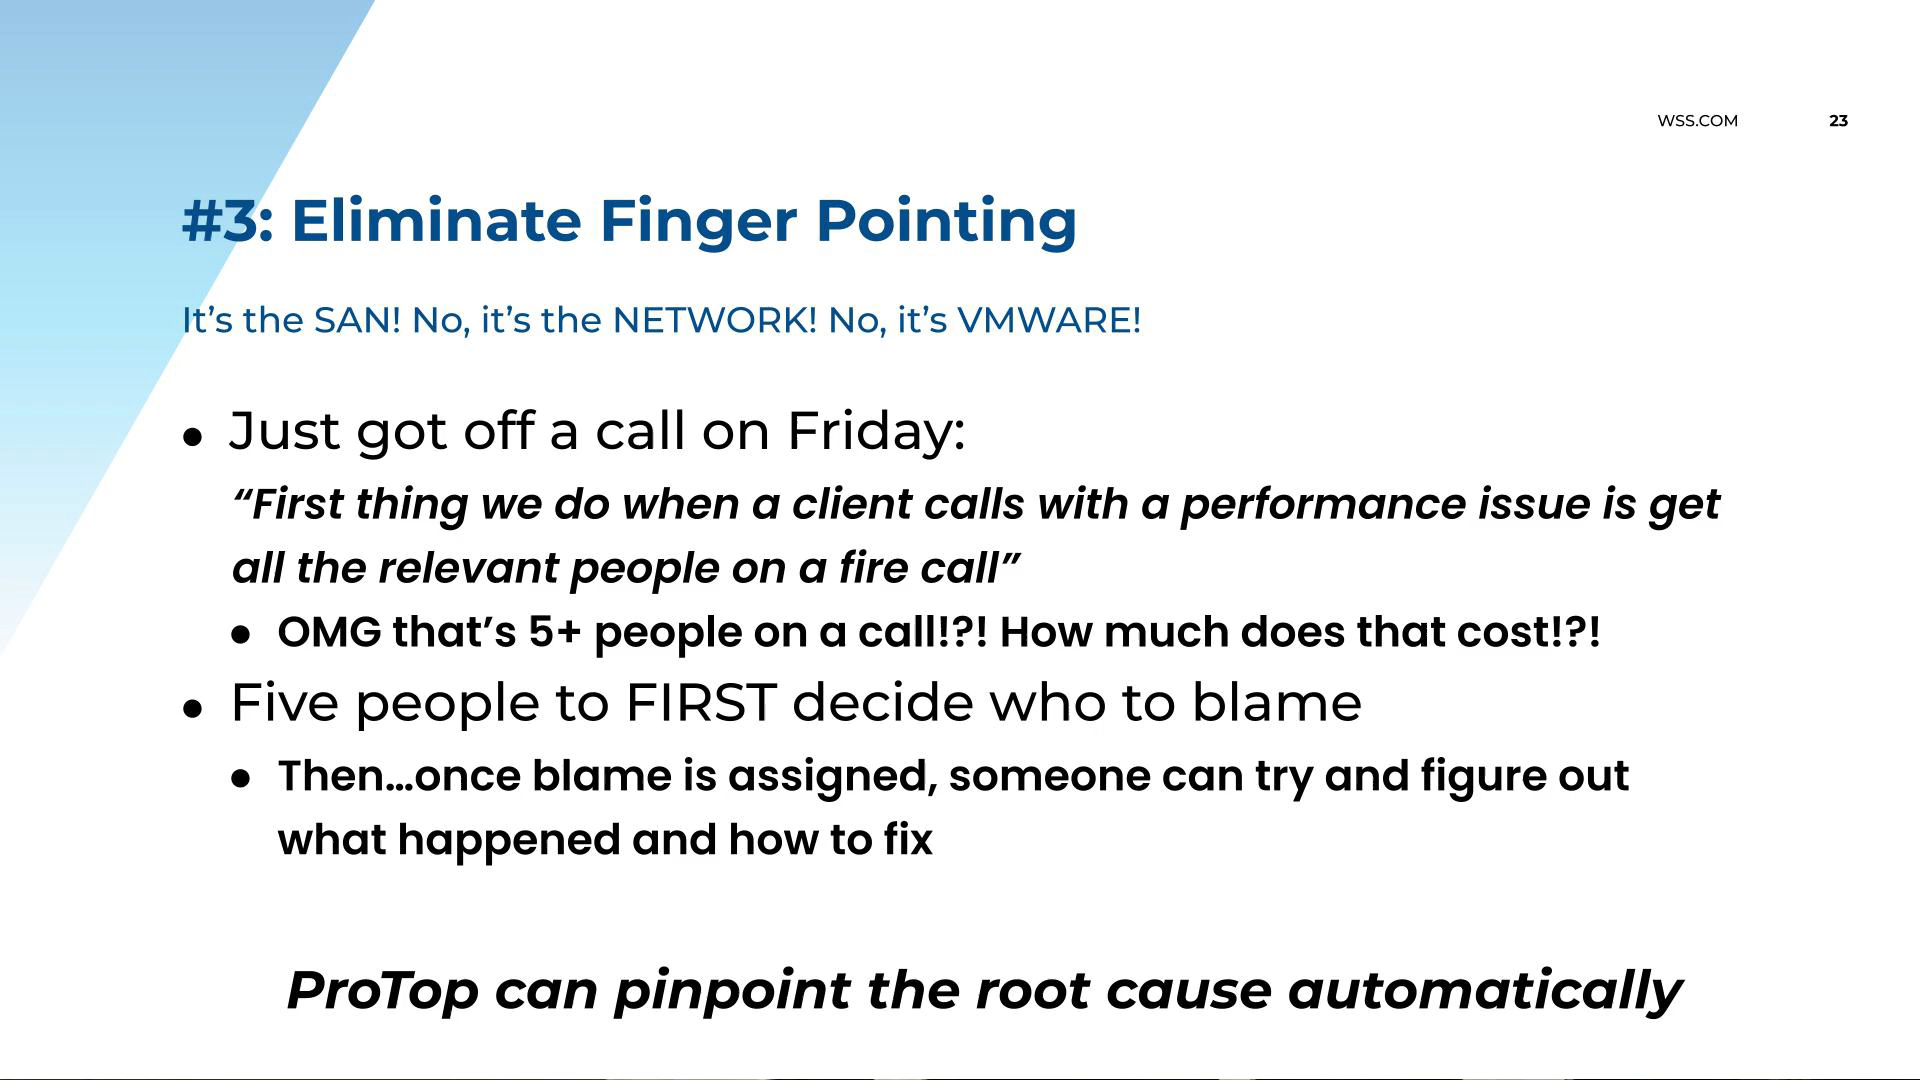 WSS.COM 23
#3: Eliminate Finger Pointing
It’s the SAN! No, it’s the NETWORK! No, it’s VMWARE!
● Just got off a call on Friday:
“First thing we do when a client calls with a performance issue is get
all the relevant people on a fire call”
● OMG that’s 5+ people on a call!?! How much does that cost!?!
● Five people to FIRST decide who to blame
● Then…once blame is assigned, someone can try and figure out
what happened and how to fix
ProTop can pinpoint the root cause automatically